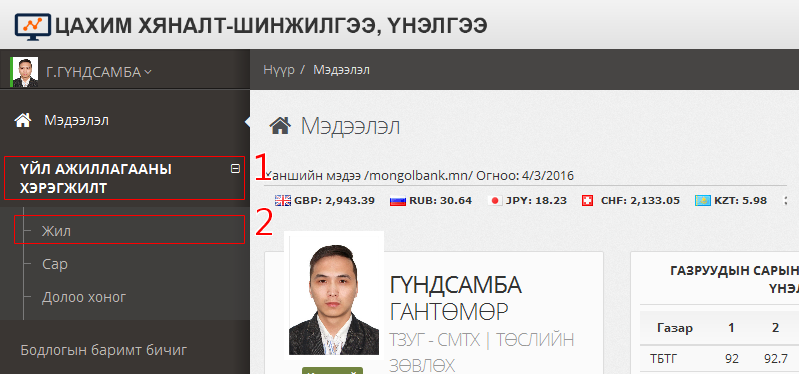 ЦАХИМ ХЯНАЛТ-ШИНЖИЛГЭЭ, ҮНЭЛГЭЭ
Г.ГҮНДСАМБА
Нүүр / Мэдээлэл
Мэдээлэл
Мэдээлэл
ҮЙЛ АЖИЛЛАГААНЫ
ХЭРЭГЖИЛТ
1
Ханшийн мэдээ /mongolbank.mn/ Огноо: 4/3/2016
GBP: 2,943.39 RUB: 30.64 JPY: 18.23 CHF: 2,133.05 KZT: 5.98
2
Жил
Сар
Долоо хоног
Бодлогын баримт бичиг
ГҮНДСАМБА
ГАНТӨМӨР
ТЗУГ - СМТХ | ТӨСЛИЙН
ЗӨВЛӨХ
ГАЗРУУДЫН САРЫН
ҮНЭЛ
Газар 1 2
ТБТГ 92 92.7